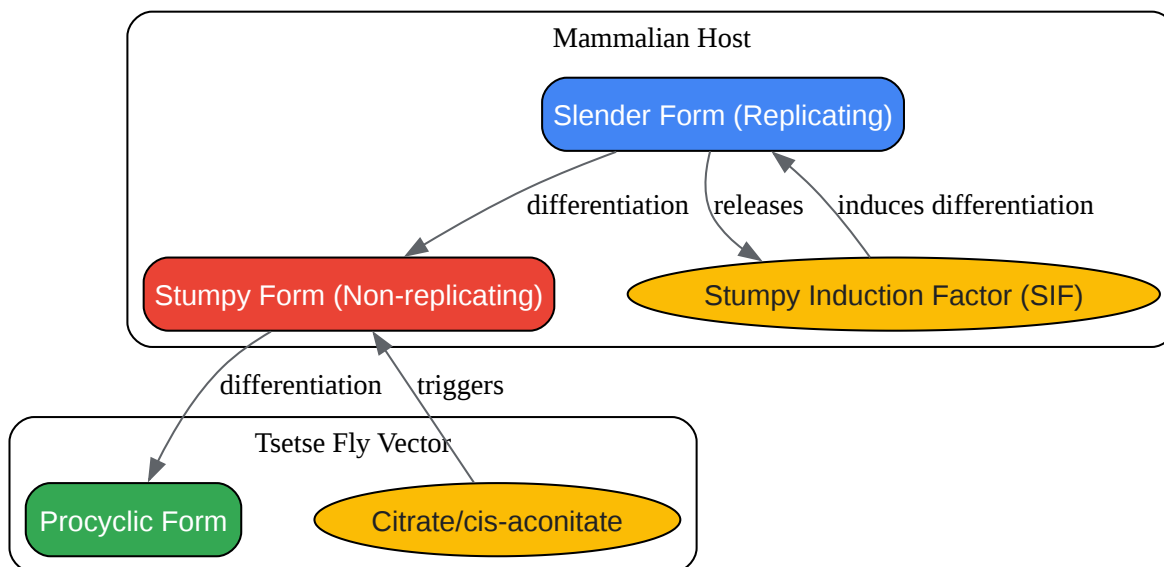 Mammalian Host
Slender Form (Replicating)
differentiation
releases
induces differentiation
Stumpy Form (Non-replicating)
Stumpy Induction Factor (SIF)
differentiation
triggers
Tsetse Fly Vector
Procyclic Form
Citrate/cis-aconitate